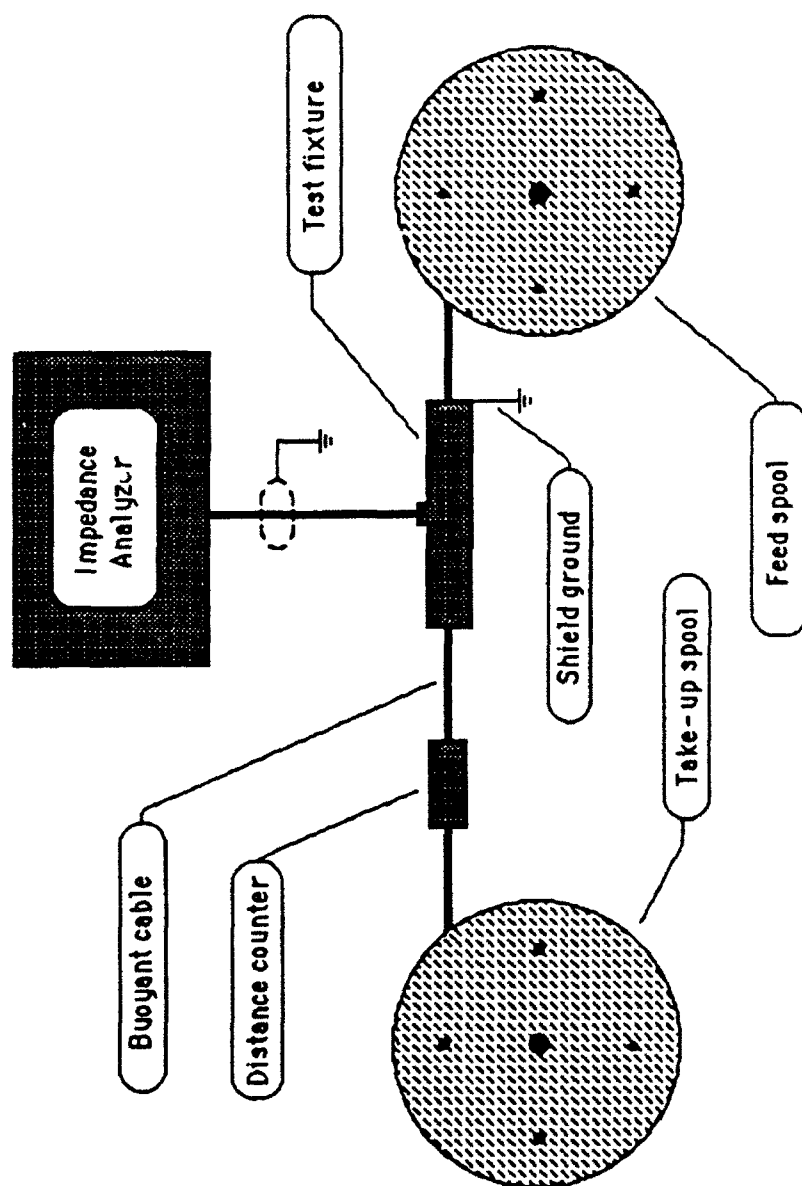 Impedance
Analyzer
Test fixture
Buoyant cable
Distance counter
Shield ground
Take-up spool
Feed spool